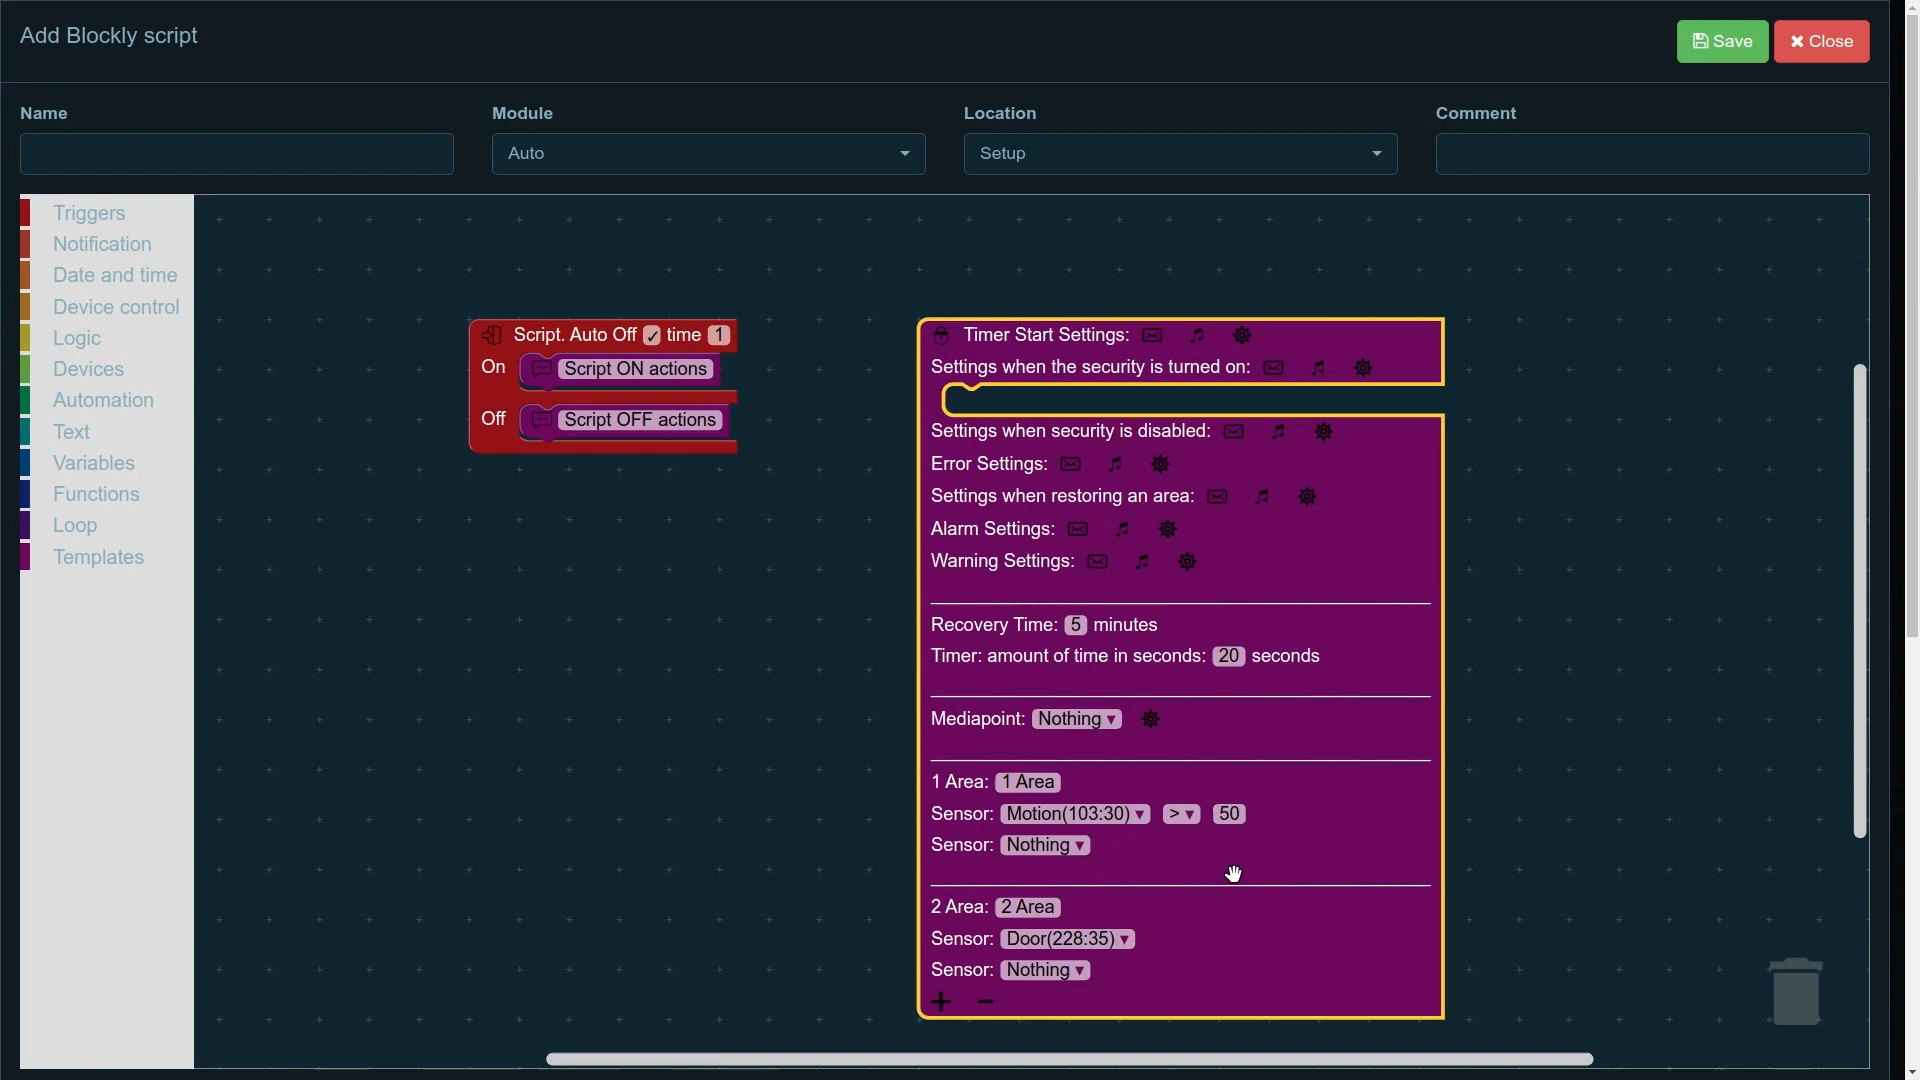 Add Blockly script
Save
Close
Name
Module
Location
Comment
Auto
Setup
Triggers
Notification
Date and time
Device control
Logic
Devices
Automation
Text
Variables
Functions
Loop
Templates
Script. Auto Off ✓ time 1
On Script ON actions
Off Script OFF actions
Timer Start Settings:
Settings when the security is turned on:
Settings when security is disabled:
Error Settings:
Settings when restoring an area:
Alarm Settings:
Warning Settings:
Recovery Time: 5 minutes
Timer: amount of time in seconds: 20 seconds
Mediapoint: Nothing ▾
1 Area: 1 Area
Sensor: Motion(103:30) ▾ > ▾ 50
Sensor: Nothing ▾
2 Area: 2 Area
Sensor: Door(228:35) ▾
Sensor: Nothing ▾
+ −